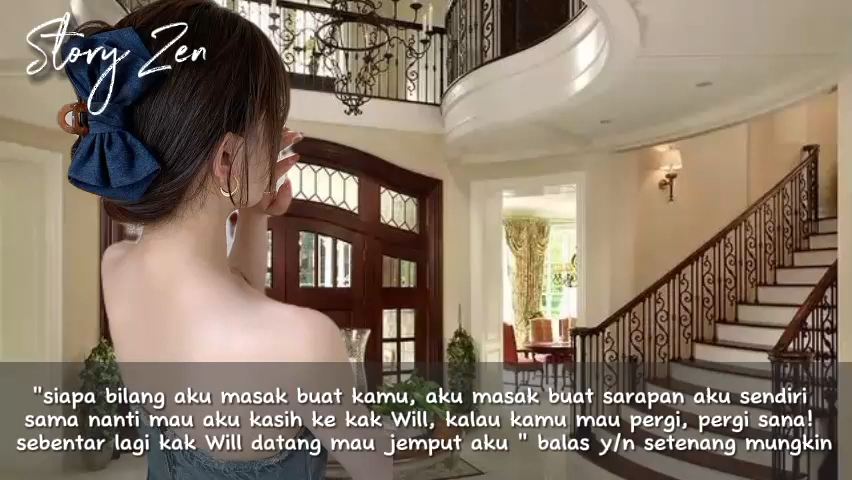 Story Zen
"siapa bilang aku masak buat kamu, aku masak buat sarapan aku sendiri
sama nanti mau aku kasih ke kak Will, kalau kamu mau pergi, pergi sana!
sebentar lagi kak Will datang mau jemput aku " balas y/n setenang mungkin